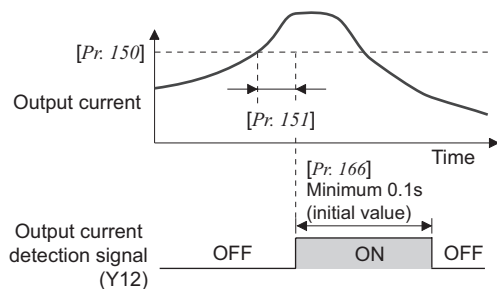 [Pr. 150]
Output current
[Pr. 151]
Time
[Pr. 166]
Minimum 0.1s
(initial value)
Output current
detection signal
(Y12)
OFF
ON
OFF